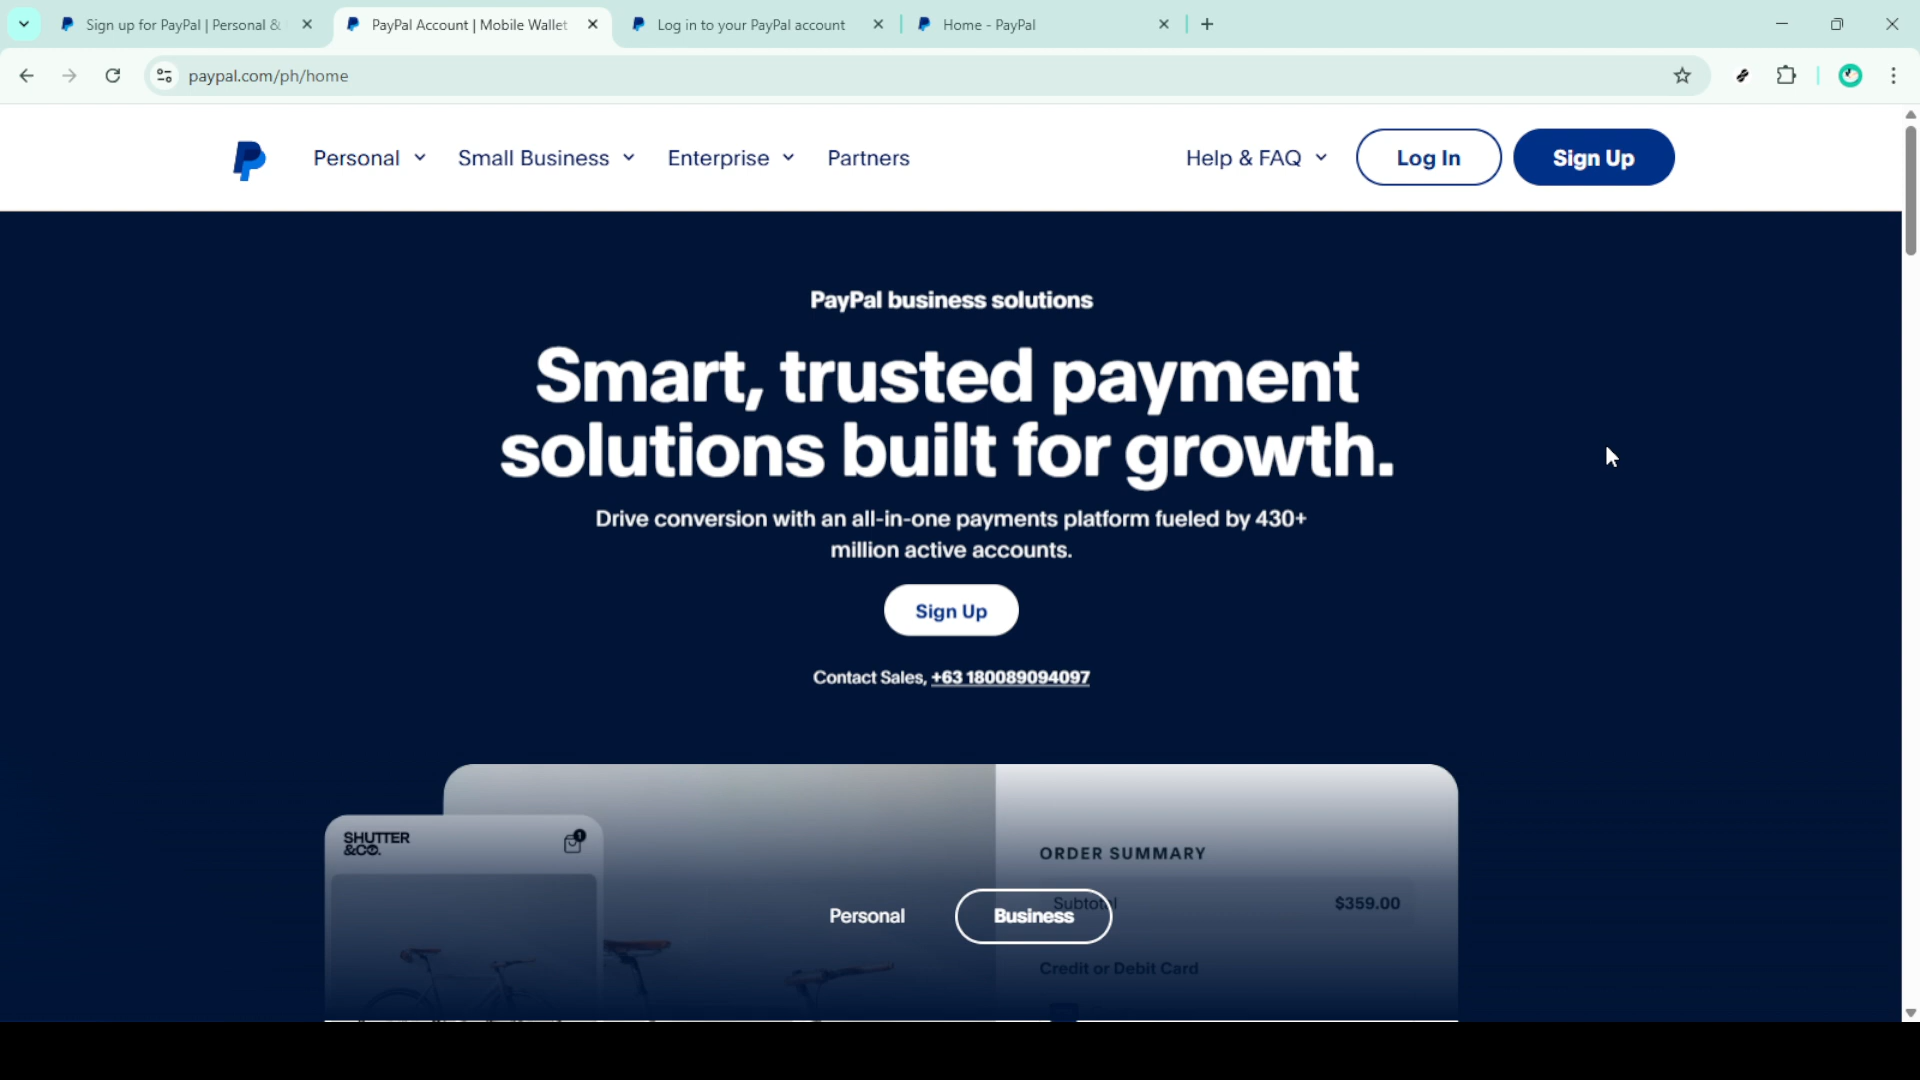 Sign up for PayPal | Personal &
PayPal Account | Mobile Wallet
Log in to your PayPal account
Home - PayPal
paypal.com/ph/home
Personal
Small Business
Enterprise
Partners
Help & FAQ
Log In
Sign Up
PayPal business solutions
Smart, trusted payment
solutions built for growth.
Drive conversion with an all-in-one payments platform fueled by 430+
million active accounts.
Sign Up
Contact Sales, +63 180089094097
SHUTTER
&CO.
1
ORDER SUMMARY
Subtotal
$359.00
Personal
Business
Credit or Debit Card